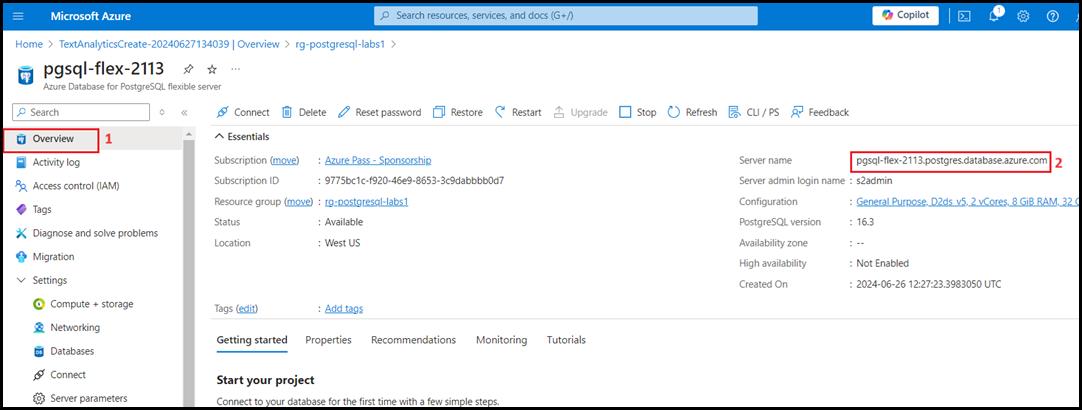 Microsoft Azure
Search resources, services, and docs (G+/)
Copilot
1
Home > TextAnalyticsCreate-20240627134039 | Overview > rg-postgresql-labs1 >
pgsql-flex-2113
Azure Database for PostgreSQL flexible server
Search
Connect Delete Reset password Restore Restart Upgrade Stop Refresh CLI / PS Feedback
Overview 1
Activity log
Access control (IAM)
Tags
Diagnose and solve problems
Migration
Settings
Compute + storage
Networking
Databases
Connect
Server parameters
Essentials
Subscription (move) : Azure Pass - Sponsorship
Subscription ID : 9775bc1c-f920-46e9-8653-3c9dabbbb0d7
Resource group (move) : rg-postgresql-labs1
Status : Available
Location : West US
Server name : pgsql-flex-2113.postgres.database.azure.com 2
Server admin login name : s2admin
Configuration : General Purpose, D2ds_v5, 2 vCores, 8 GiB RAM, 32
PostgreSQL version : 16.3
Availability zone : --
High availability : Not Enabled
Created On : 2024-06-26 12:27:23.3983050 UTC
Tags (edit) : Add tags
Getting started Properties Recommendations Monitoring Tutorials
Start your project
Connect to your database for the first time with a few simple steps.